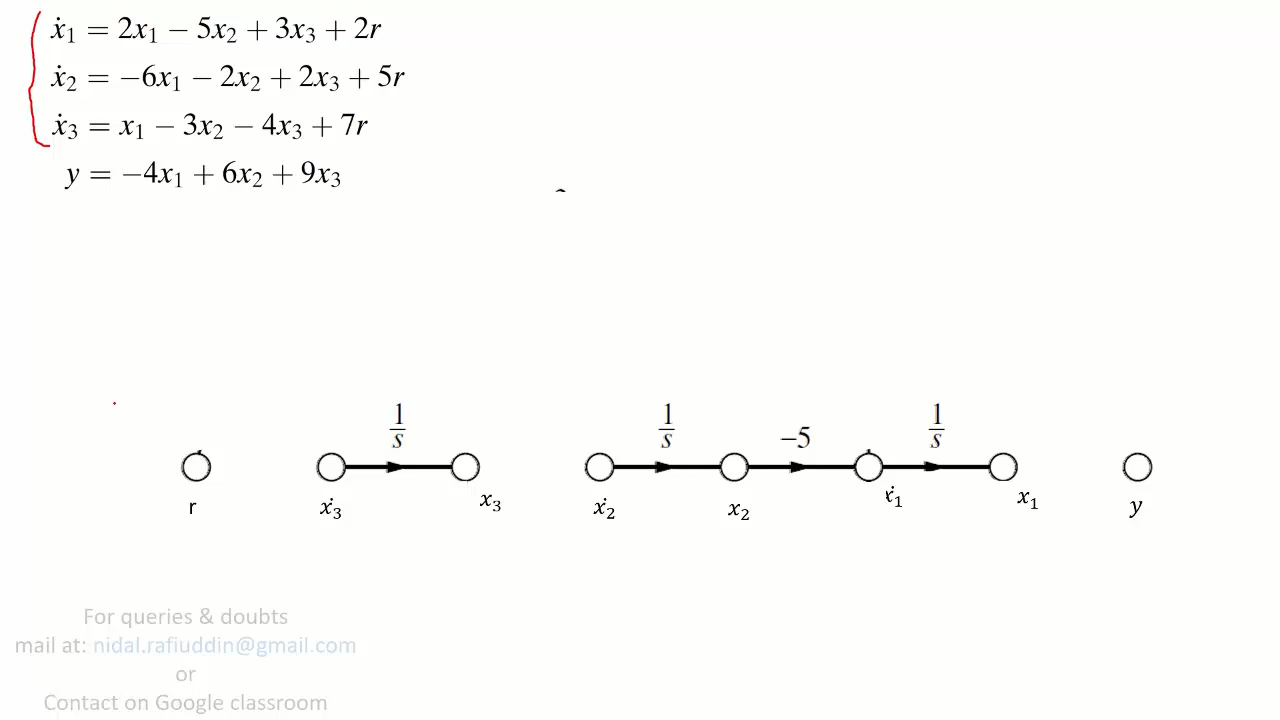 ẋ₁ = 2x₁ − 5x₂ + 3x₃ + 2r
ẋ₂ = −6x₁ − 2x₂ + 2x₃ + 5r
ẋ₃ = x₁ − 3x₂ − 4x₃ + 7r
y = −4x₁ + 6x₂ + 9x₃
1/s 1/s −5 1/s
r ẋ₃ x₃ ẋ₂ x₂ ẋ₁ x₁ y
For queries & doubts
mail at: nidal.rafiuddin@gmail.com
or
Contact on Google classroom